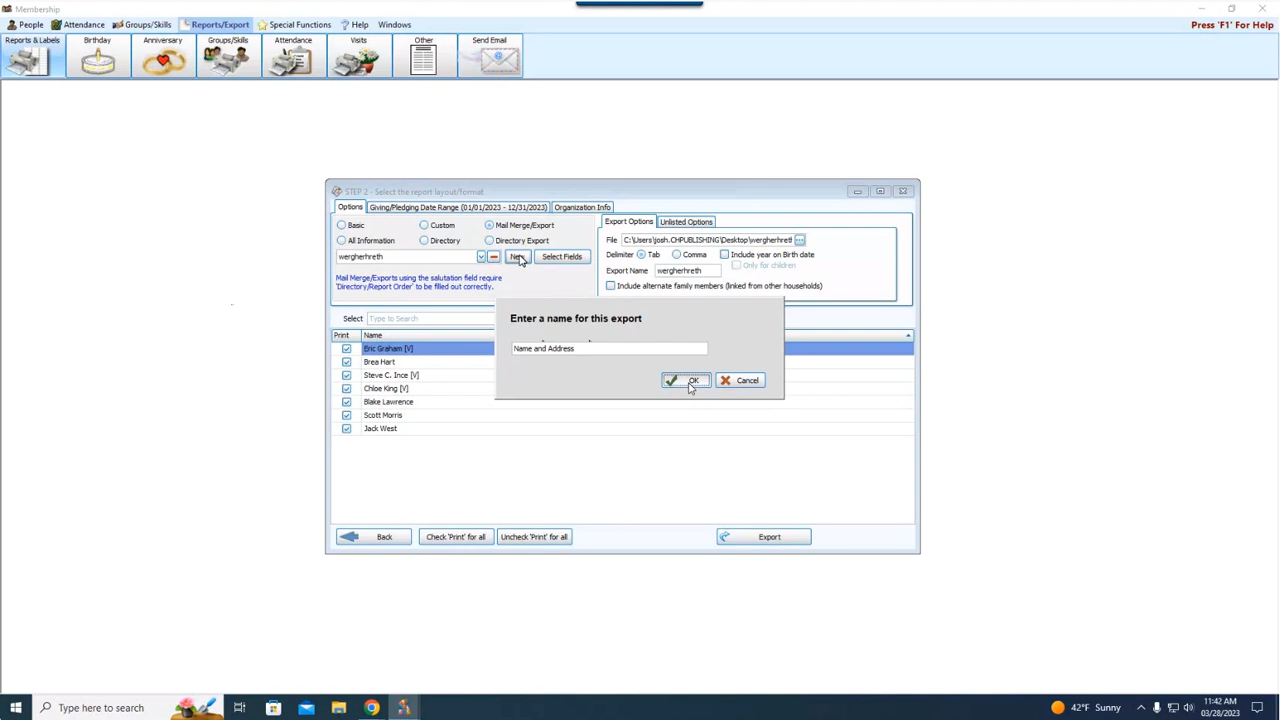 Membership
People Attendance Groups/Skills Reports/Export Special Functions Help Windows Press 'F1' For Help
Reports & Labels Birthday Anniversary Groups/Skills Attendance Visits Other Send Email
STEP 2 - Select the report layout/format
Options Giving/Pledging Date Range (01/01/2023 - 12/31/2023) Organization Info
Basic Custom Mail Merge/Export
All Information Directory Directory Export
wergherhreth New Select Fields
Mail Merge/Exports using the salutation field require
'Directory/Report Order' to be filled out correctly.
Export Options Unlisted Options
File C:\Users\josh.CHPUBLISHING\Desktop\wergherhreth ...
Delimiter Tab Comma Include year on Birth date
Only for children
Export Name wergherhreth
Include alternate family members (linked from other households)
Select Type to Search
Print Name
Eric Graham [V]
Brea Hart
Steve C. Ince [V]
Chloe King [V]
Blake Lawrence
Scott Morris
Jack West
Enter a name for this export
Name and Address
OK Cancel
Back Check 'Print' for all Uncheck 'Print' for all Export
Type here to search
42°F Sunny
11:42 AM
03/28/2023